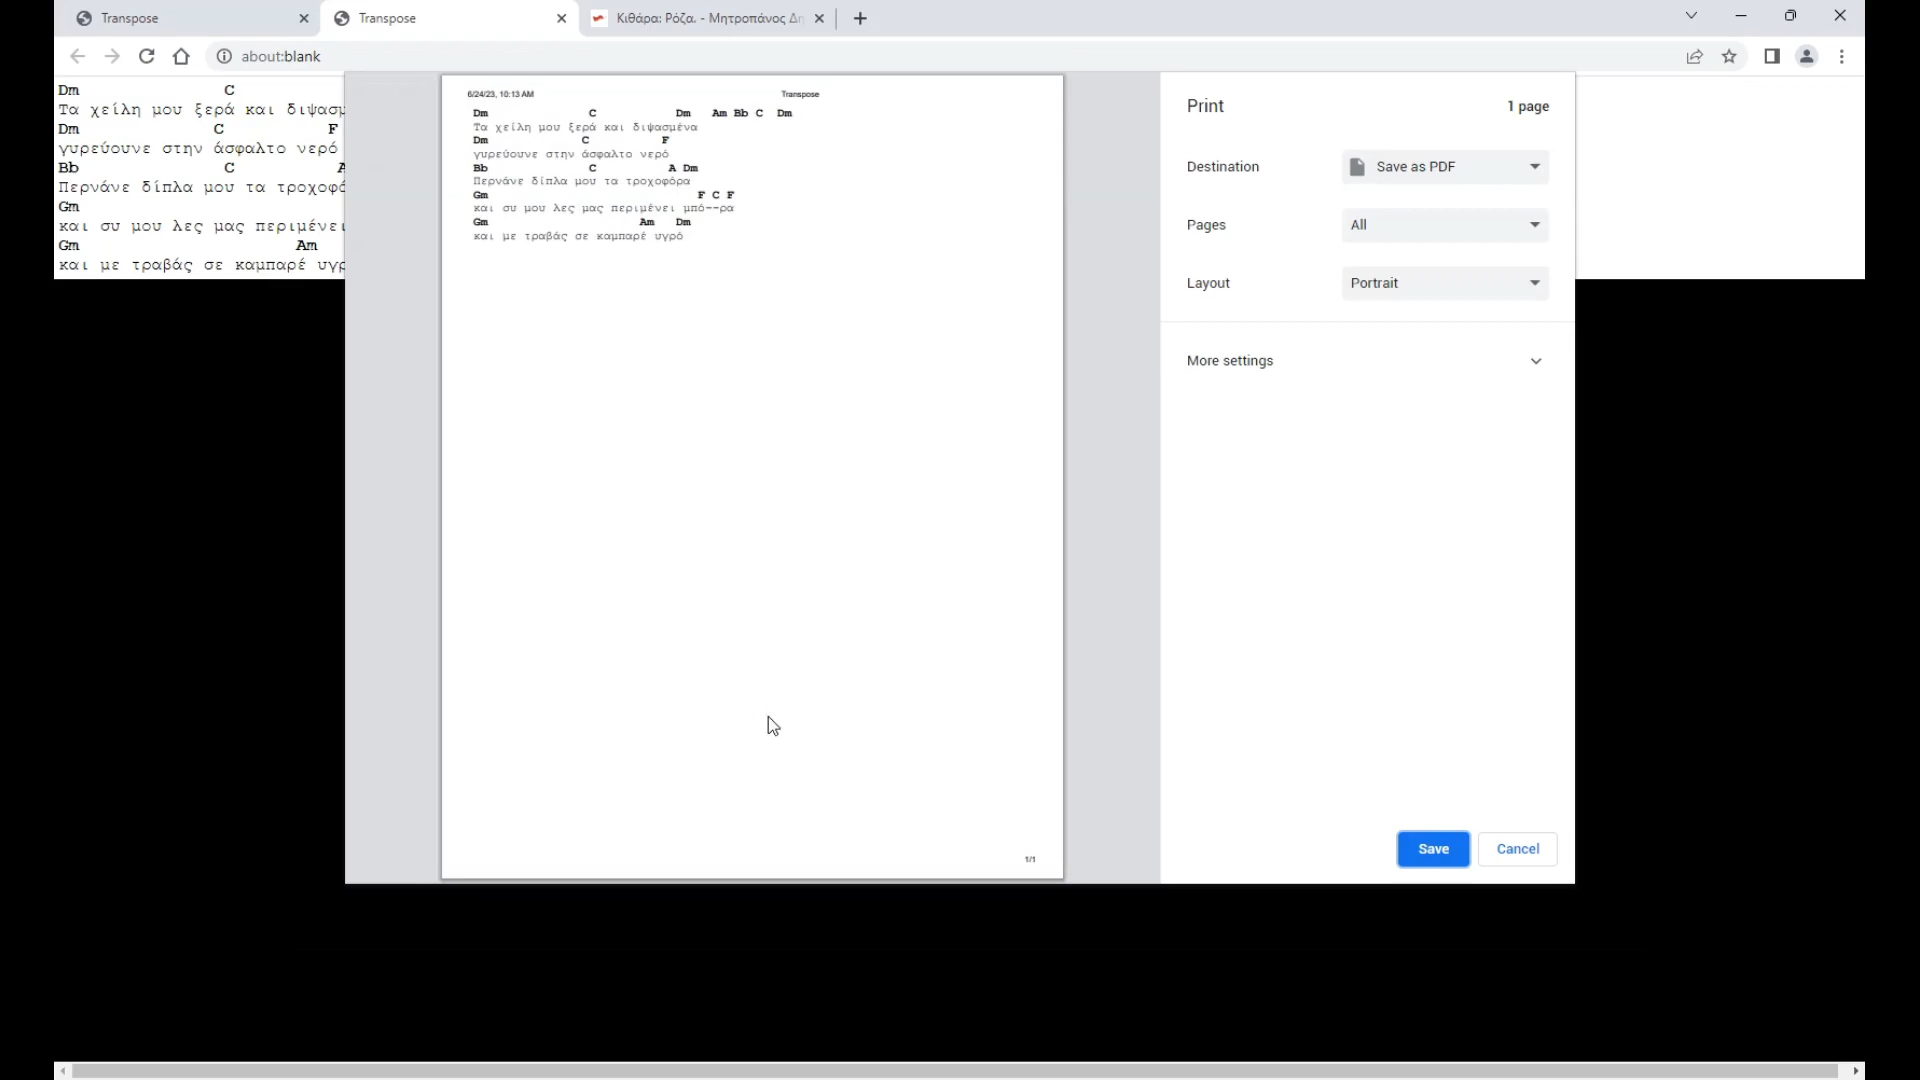 Transpose
Transpose
Κιθάρα: Ρόζα. - Μητροπάνος Δη
about:blank
Dm C
Τα χείλη μου ξερά και διψασμ
Dm C F
γυρεύουνε στην άσφαλτο νερό
Bb C A
Περνάνε δίπλα μου τα τροχοφό
Gm
και συ μου λες μας περιμένει
Gm Am
και με τραβάς σε καμπαρέ υγρ
6/24/23, 10:13 AM Transpose
Dm C Dm Am Bb C Dm
Τα χείλη μου ξερά και διψασμένα
Dm C F
γυρεύουνε στην άσφαλτο νερό
Bb C A Dm
Περνάνε δίπλα μου τα τροχοφόρα
Gm F C F
και συ μου λες μας περιμένει μπό--ρα
Gm Am Dm
και με τραβάς σε καμπαρέ υγρό
1/1
Print 1 page
Destination Save as PDF
Pages All
Layout Portrait
More settings
Save Cancel